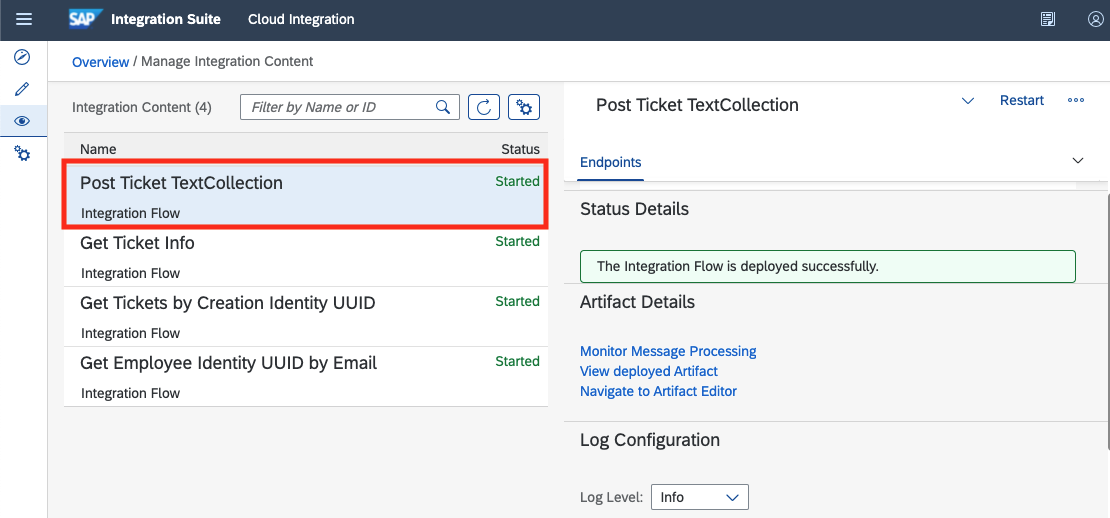 SAP Integration Suite Cloud Integration
Overview / Manage Integration Content
Integration Content (4) Filter by Name or ID
Name Status
Post Ticket TextCollection Started
Integration Flow
Get Ticket Info Started
Integration Flow
Get Tickets by Creation Identity UUID Started
Integration Flow
Get Employee Identity UUID by Email Started
Integration Flow
Post Ticket TextCollection Restart
Endpoints
Status Details
The Integration Flow is deployed successfully.
Artifact Details
Monitor Message Processing
View deployed Artifact
Navigate to Artifact Editor
Log Configuration
Log Level: Info